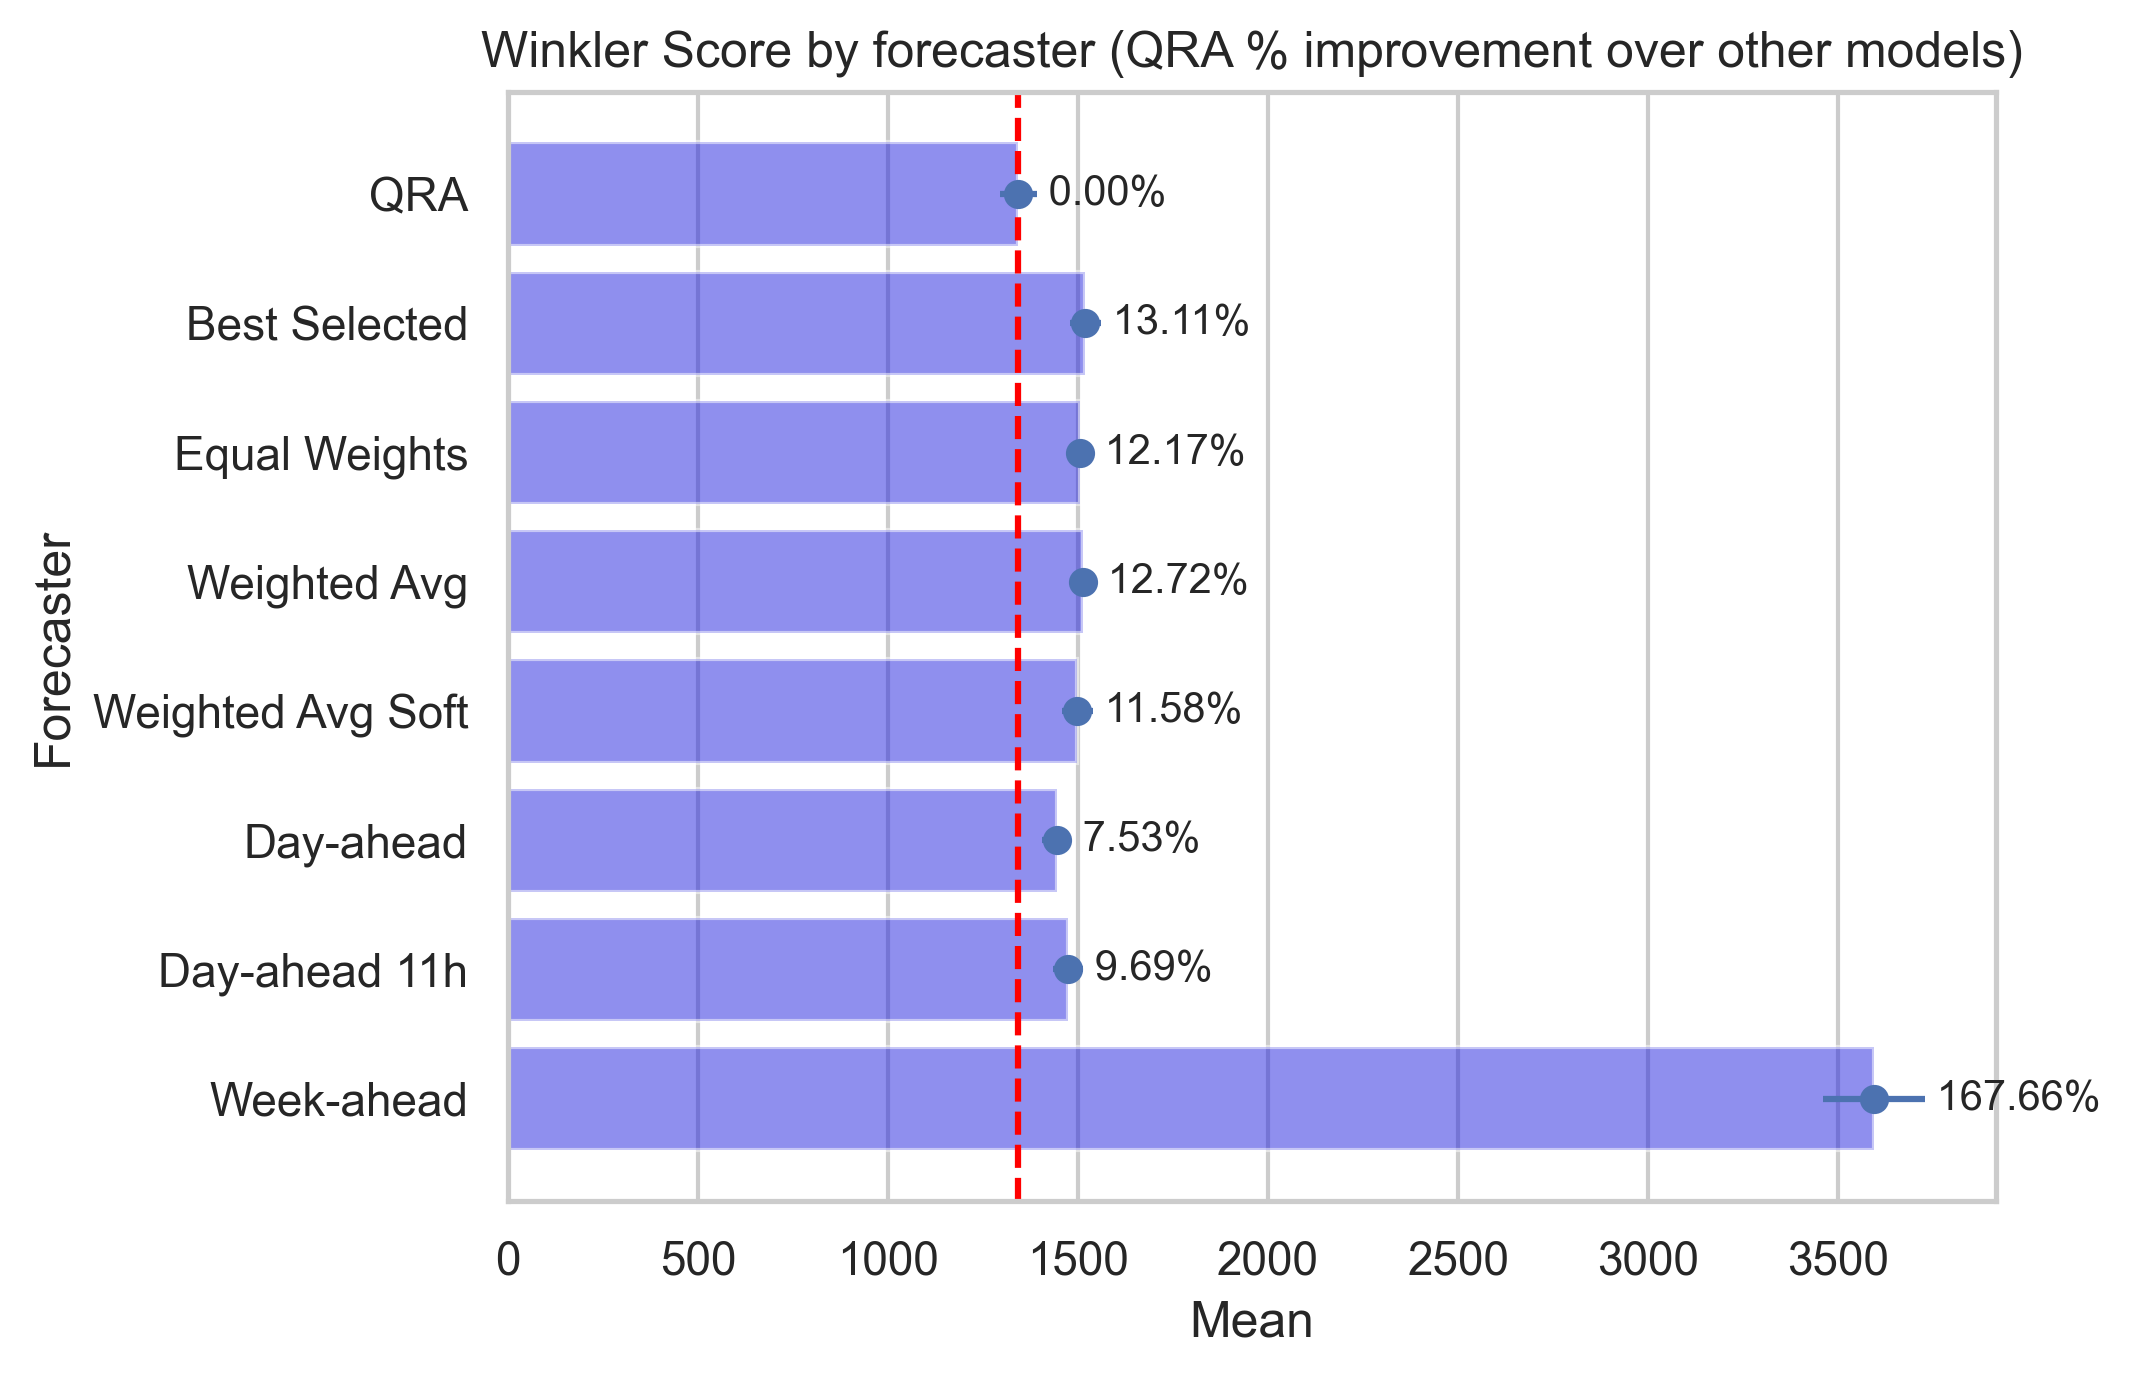 Winkler Score by forecaster (QRA % improvement over other models)
QRA
0.00%
Best Selected
13.11%
Equal Weights
12.17%
Weighted Avg
12.72%
Weighted Avg Soft
11.58%
Day-ahead
7.53%
Day-ahead 11h
9.69%
Week-ahead
167.66%
Forecaster
0 500 1000 1500 2000 2500 3000 3500
Mean